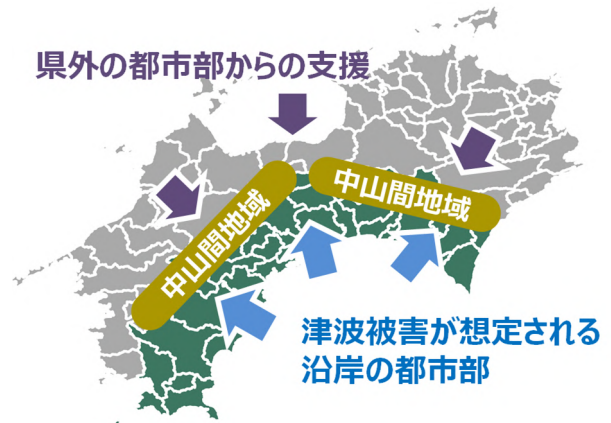 県外の都市部からの支援
中山間地域
中山間地域
津波被害が想定される
沿岸の都市部